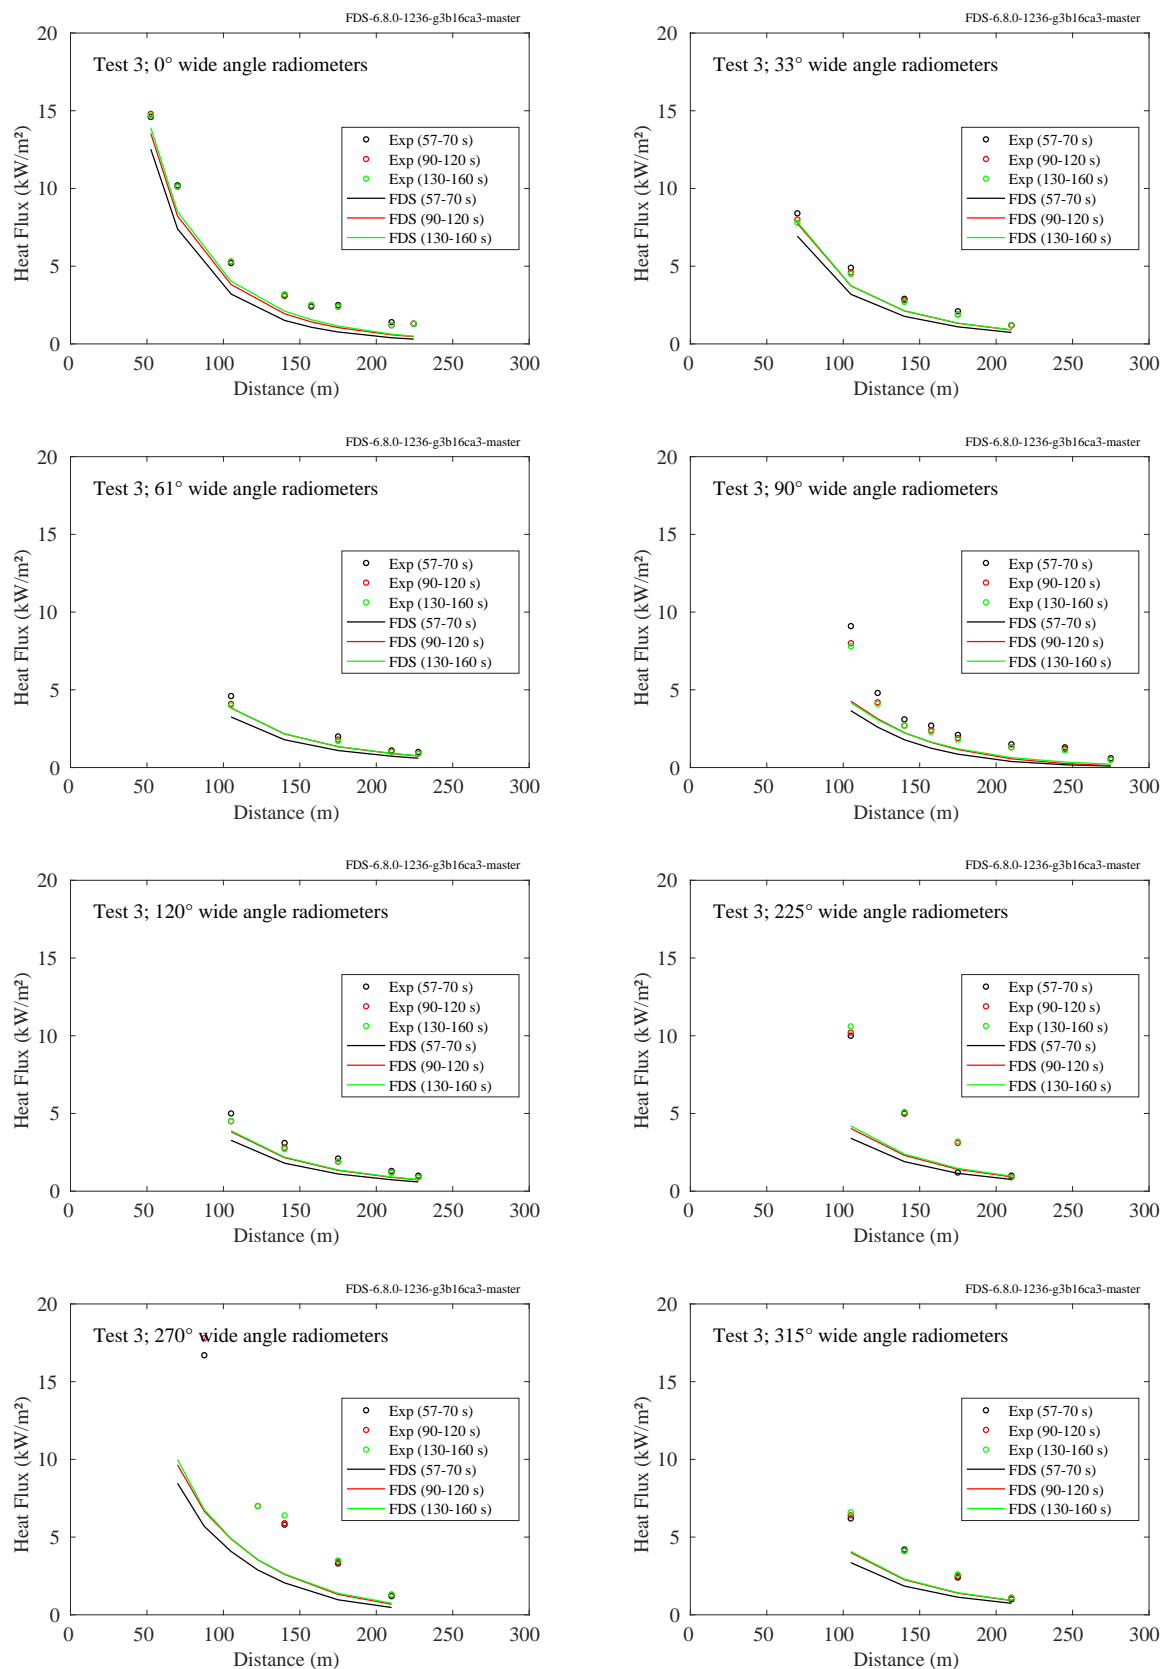 FDS-6.8.0-1236-g3b16ca3-master
Test 3; 0° wide angle radiometers
Heat Flux (kW/m²)
20
15
10
5
0
Exp (57-70 s)
Exp (90-120 s)
Exp (130-160 s)
FDS (57-70 s)
FDS (90-120 s)
FDS (130-160 s)
0 50 100 150 200 250 300
Distance (m)
FDS-6.8.0-1236-g3b16ca3-master
Test 3; 33° wide angle radiometers
Heat Flux (kW/m²)
20
15
10
5
0
Exp (57-70 s)
Exp (90-120 s)
Exp (130-160 s)
FDS (57-70 s)
FDS (90-120 s)
FDS (130-160 s)
0 50 100 150 200 250 300
Distance (m)
FDS-6.8.0-1236-g3b16ca3-master
Test 3; 61° wide angle radiometers
Heat Flux (kW/m²)
20
15
10
5
0
Exp (57-70 s)
Exp (90-120 s)
Exp (130-160 s)
FDS (57-70 s)
FDS (90-120 s)
FDS (130-160 s)
0 50 100 150 200 250 300
Distance (m)
FDS-6.8.0-1236-g3b16ca3-master
Test 3; 90° wide angle radiometers
Heat Flux (kW/m²)
20
15
10
5
0
Exp (57-70 s)
Exp (90-120 s)
Exp (130-160 s)
FDS (57-70 s)
FDS (90-120 s)
FDS (130-160 s)
0 50 100 150 200 250 300
Distance (m)
FDS-6.8.0-1236-g3b16ca3-master
Test 3; 120° wide angle radiometers
Heat Flux (kW/m²)
20
15
10
5
0
Exp (57-70 s)
Exp (90-120 s)
Exp (130-160 s)
FDS (57-70 s)
FDS (90-120 s)
FDS (130-160 s)
0 50 100 150 200 250 300
Distance (m)
FDS-6.8.0-1236-g3b16ca3-master
Test 3; 225° wide angle radiometers
Heat Flux (kW/m²)
20
15
10
5
0
Exp (57-70 s)
Exp (90-120 s)
Exp (130-160 s)
FDS (57-70 s)
FDS (90-120 s)
FDS (130-160 s)
0 50 100 150 200 250 300
Distance (m)
FDS-6.8.0-1236-g3b16ca3-master
Test 3; 270° wide angle radiometers
Heat Flux (kW/m²)
20
15
10
5
0
Exp (57-70 s)
Exp (90-120 s)
Exp (130-160 s)
FDS (57-70 s)
FDS (90-120 s)
FDS (130-160 s)
0 50 100 150 200 250 300
Distance (m)
FDS-6.8.0-1236-g3b16ca3-master
Test 3; 315° wide angle radiometers
Heat Flux (kW/m²)
20
15
10
5
0
Exp (57-70 s)
Exp (90-120 s)
Exp (130-160 s)
FDS (57-70 s)
FDS (90-120 s)
FDS (130-160 s)
0 50 100 150 200 250 300
Distance (m)